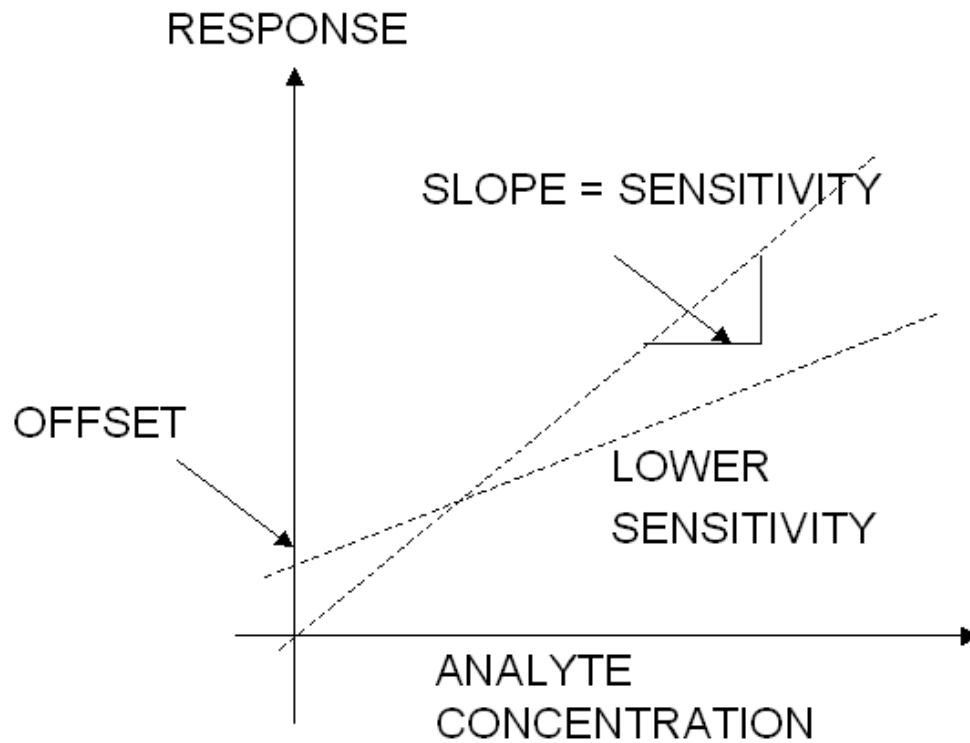 RESPONSE
SLOPE = SENSITIVITY
OFFSET
LOWER
SENSITIVITY
ANALYTE
CONCENTRATION